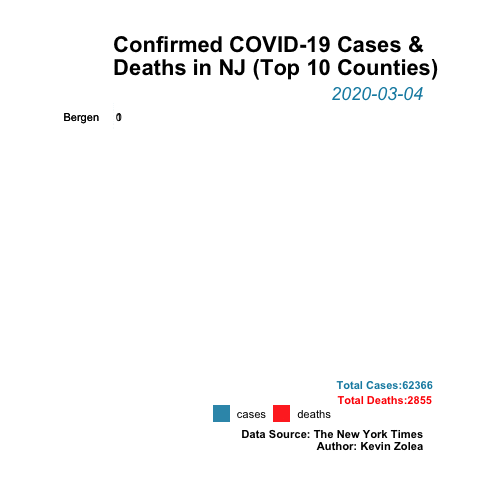 Confirmed COVID-19 Cases &
Deaths in NJ (Top 10 Counties)
2020-03-04
Bergen
Total Cases:62366
Total Deaths:2855
cases deaths
Data Source: The New York Times
Author: Kevin Zolea